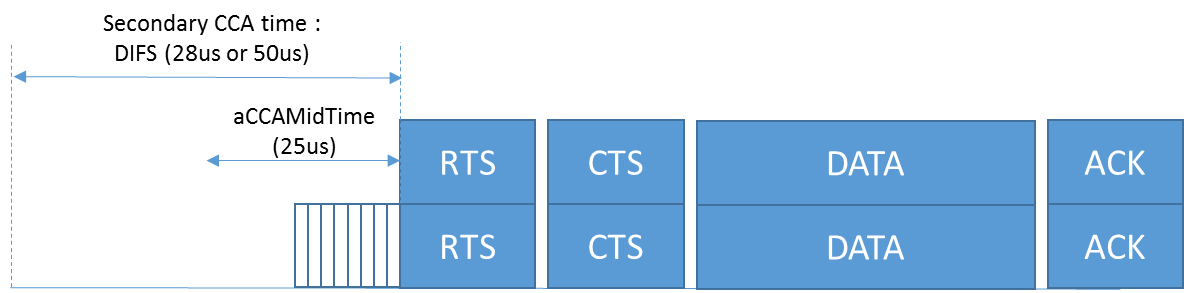 Secondary CCA time :
DIFS (28us or 50us)
aCCAMidTime
(25us)
RTS CTS DATA ACK
RTS CTS DATA ACK